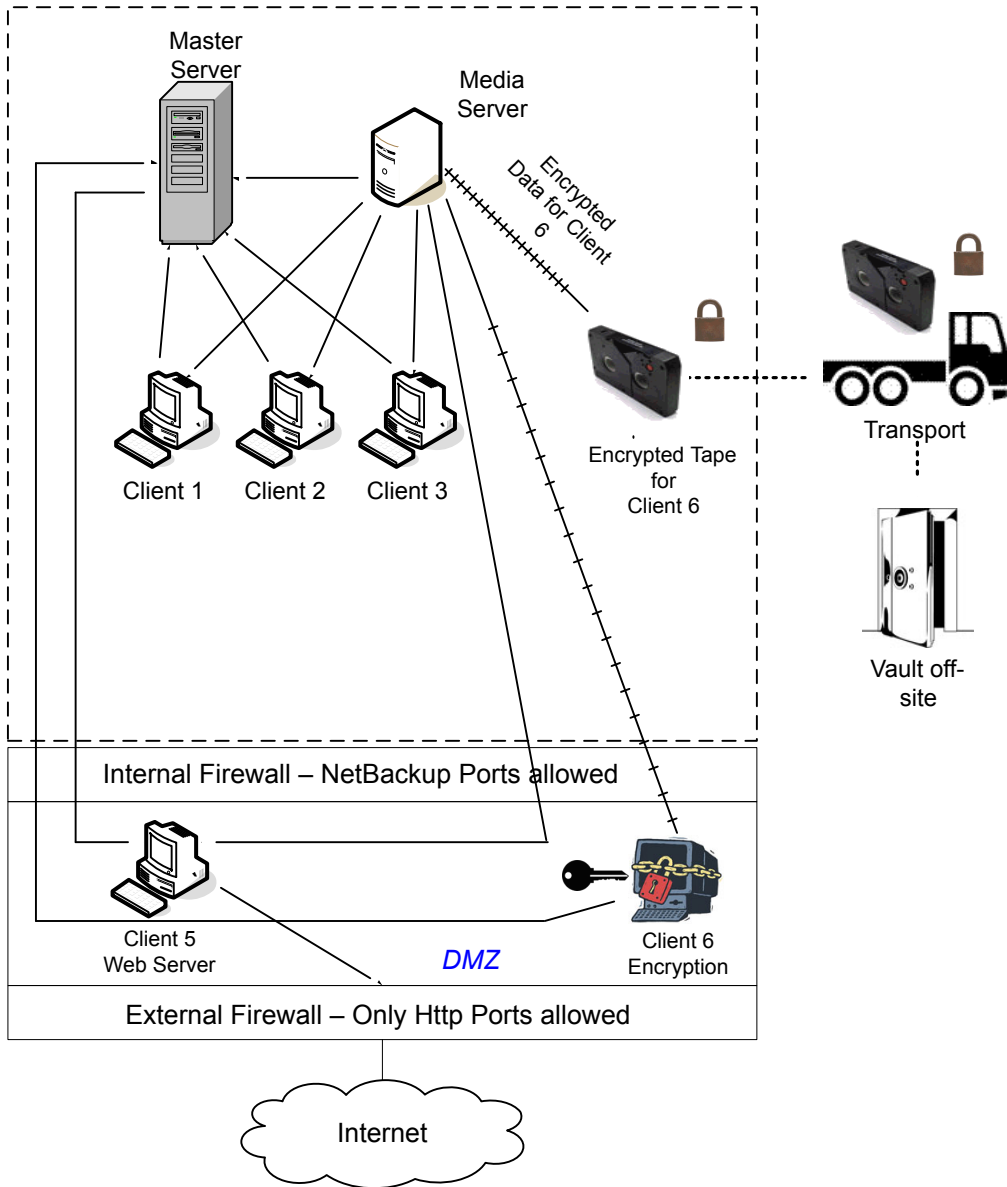 Master
Server
Media
Server
Encrypted
Data for Client
6
Client 1
Client 2
Client 3
Encrypted Tape
for
Client 6
Transport
Vault off-
site
Internal Firewall – NetBackup Ports allowed
Client 5
Web Server
DMZ
Client 6
Encryption
External Firewall – Only Http Ports allowed
Internet